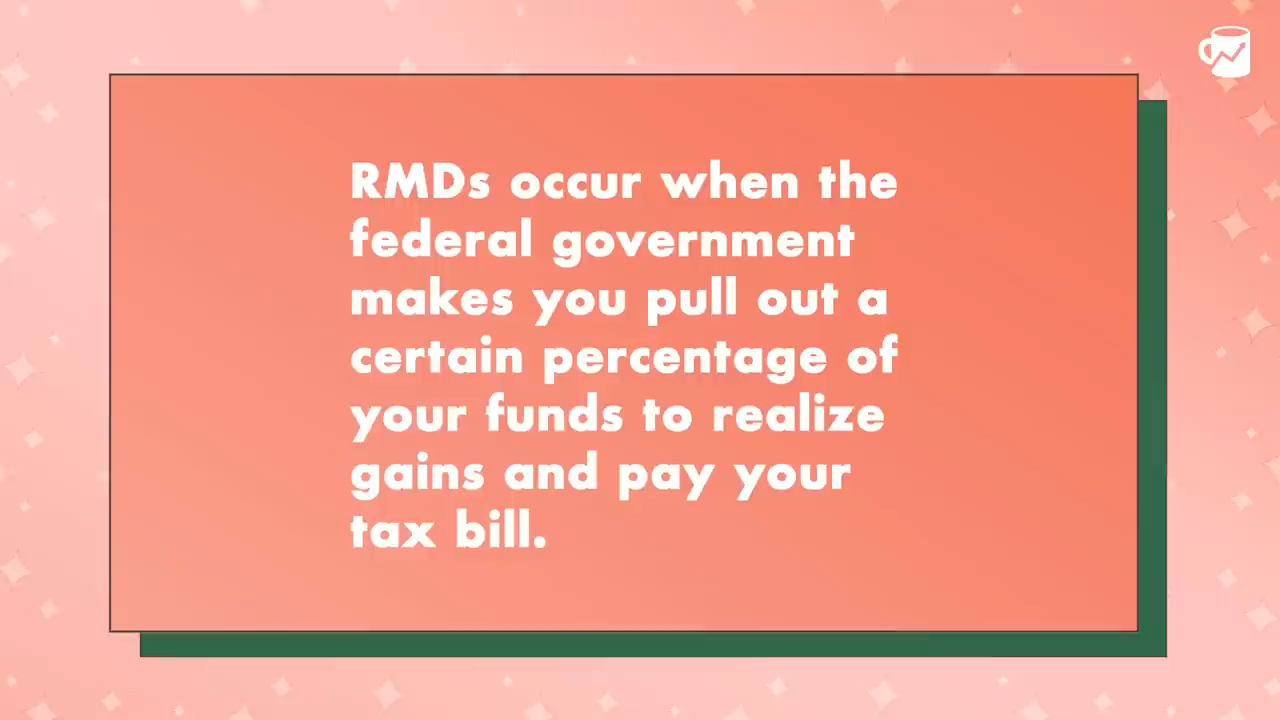 RMDs occur when the
federal government
makes you pull out a
certain percentage of
your funds to realize
gains and pay your
tax bill.